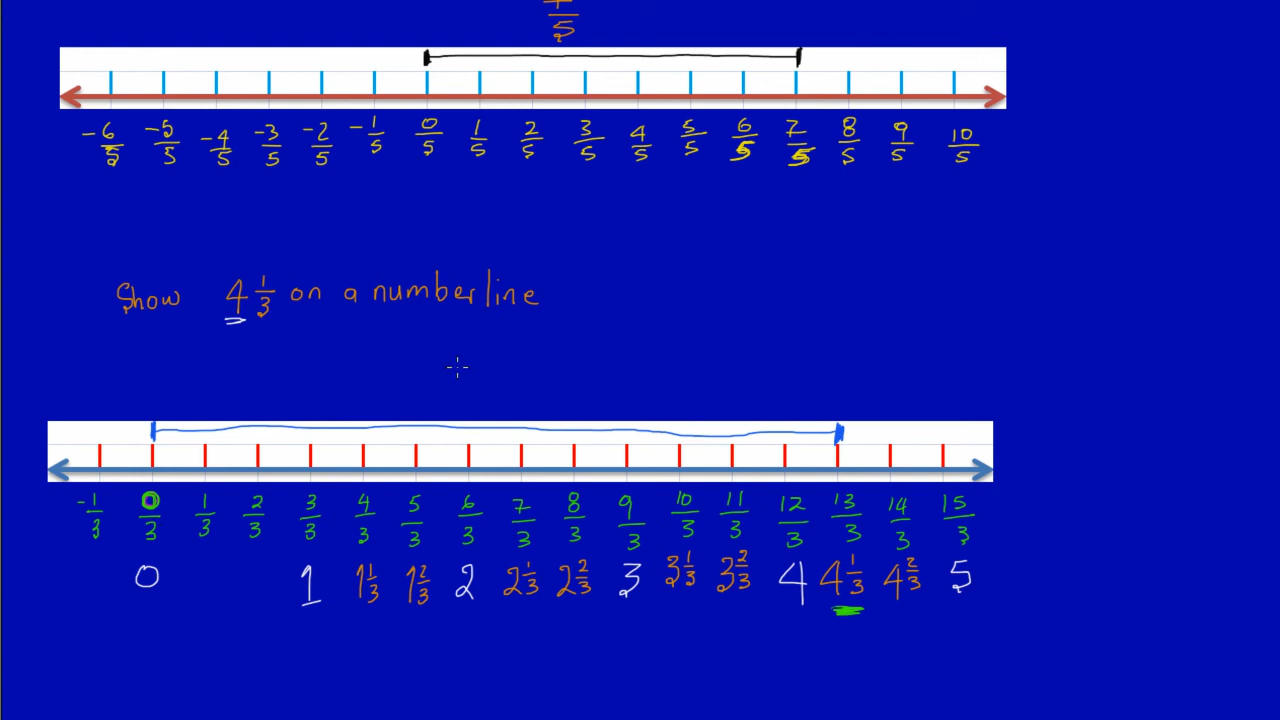 7/5
-6/5 -5/5 -4/5 -3/5 -2/5 -1/5 0/5 1/5 2/5 3/5 4/5 5/5 6/5 7/5 8/5 9/5 10/5
Show 4 1/3 on a number line
-1/3 0/3 1/3 2/3 3/3 4/3 5/3 6/3 7/3 8/3 9/3 10/3 11/3 12/3 13/3 14/3 15/3
0 1 1 1/3 1 2/3 2 2 1/3 2 2/3 3 3 1/3 3 2/3 4 4 1/3 4 2/3 5